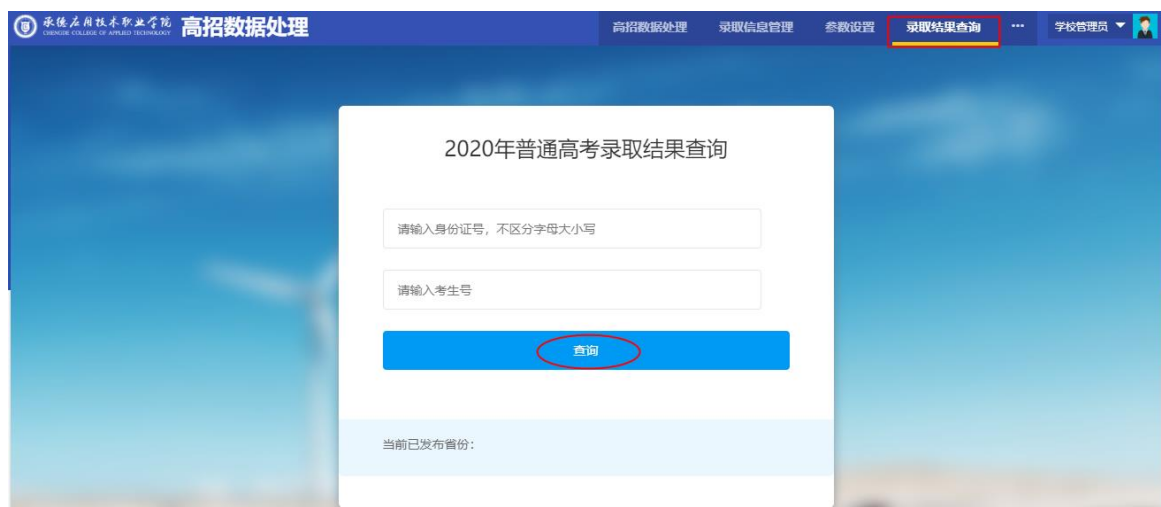 承德应用技术职业学院
CHENGDE COLLEGE OF APPLIED TECHNOLOGY
高招数据处理
高招数据处理 录取信息管理 参数设置 录取结果查询 ··· 学校管理员
2020年普通高考录取结果查询
请输入身份证号，不区分字母大小写
请输入考生号
查询
当前已发布省份：